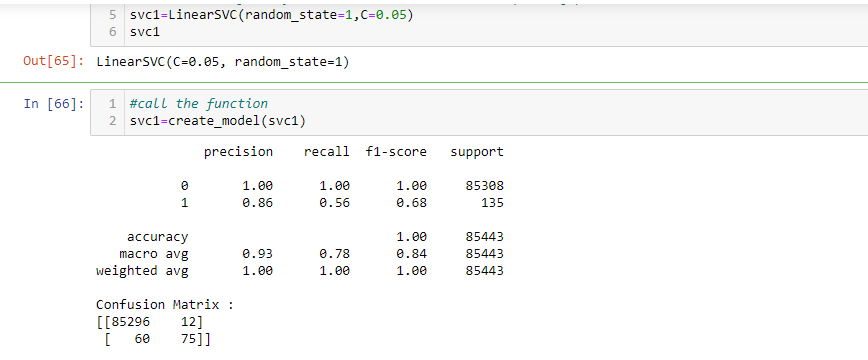 5 svc1=LinearSVC(random_state=1,C=0.05)
6 svc1
Out[65]: LinearSVC(C=0.05, random_state=1)
In [66]: 1 #call the function
2 svc1=create_model(svc1)
precision recall f1-score support
0 1.00 1.00 1.00 85308
1 0.86 0.56 0.68 135
accuracy 1.00 85443
macro avg 0.93 0.78 0.84 85443
weighted avg 1.00 1.00 1.00 85443
Confusion Matrix :
[[85296 12]
[ 60 75]]